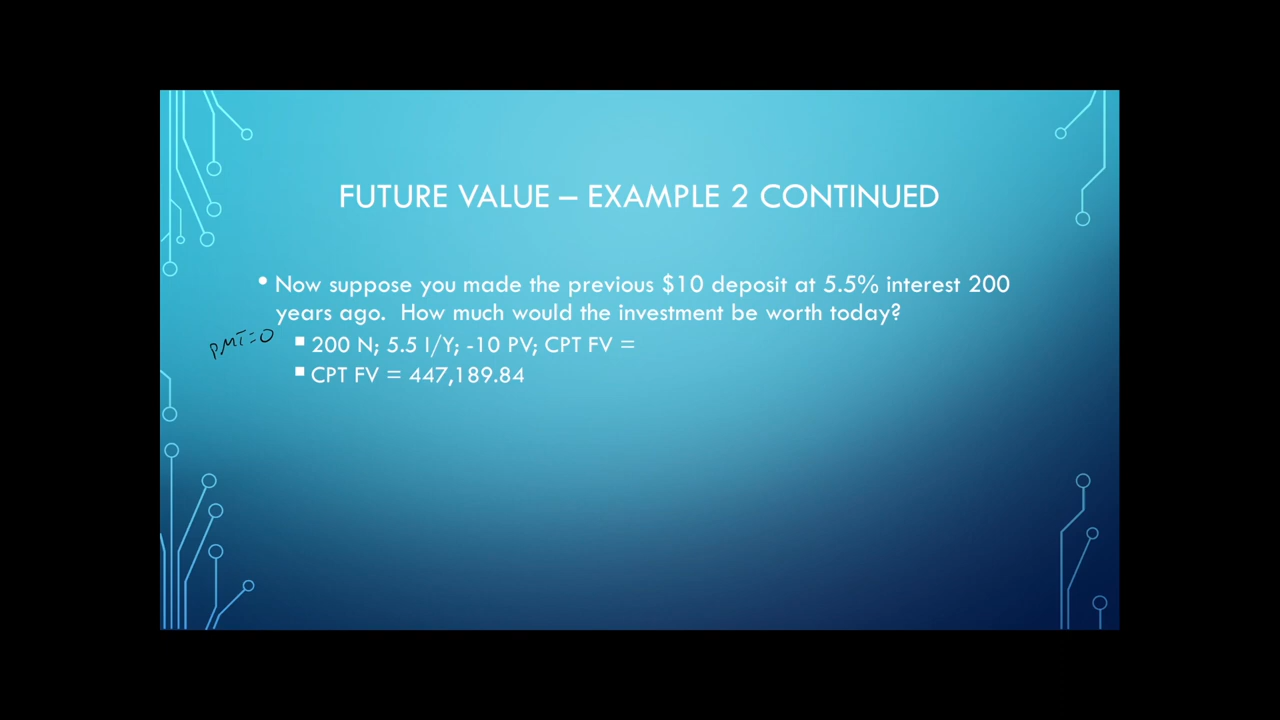 FUTURE VALUE – EXAMPLE 2 CONTINUED
• Now suppose you made the previous $10 deposit at 5.5% interest 200
years ago.  How much would the investment be worth today?
PMT=0
▪ 200 N; 5.5 I/Y; -10 PV; CPT FV =
▪ CPT FV = 447,189.84